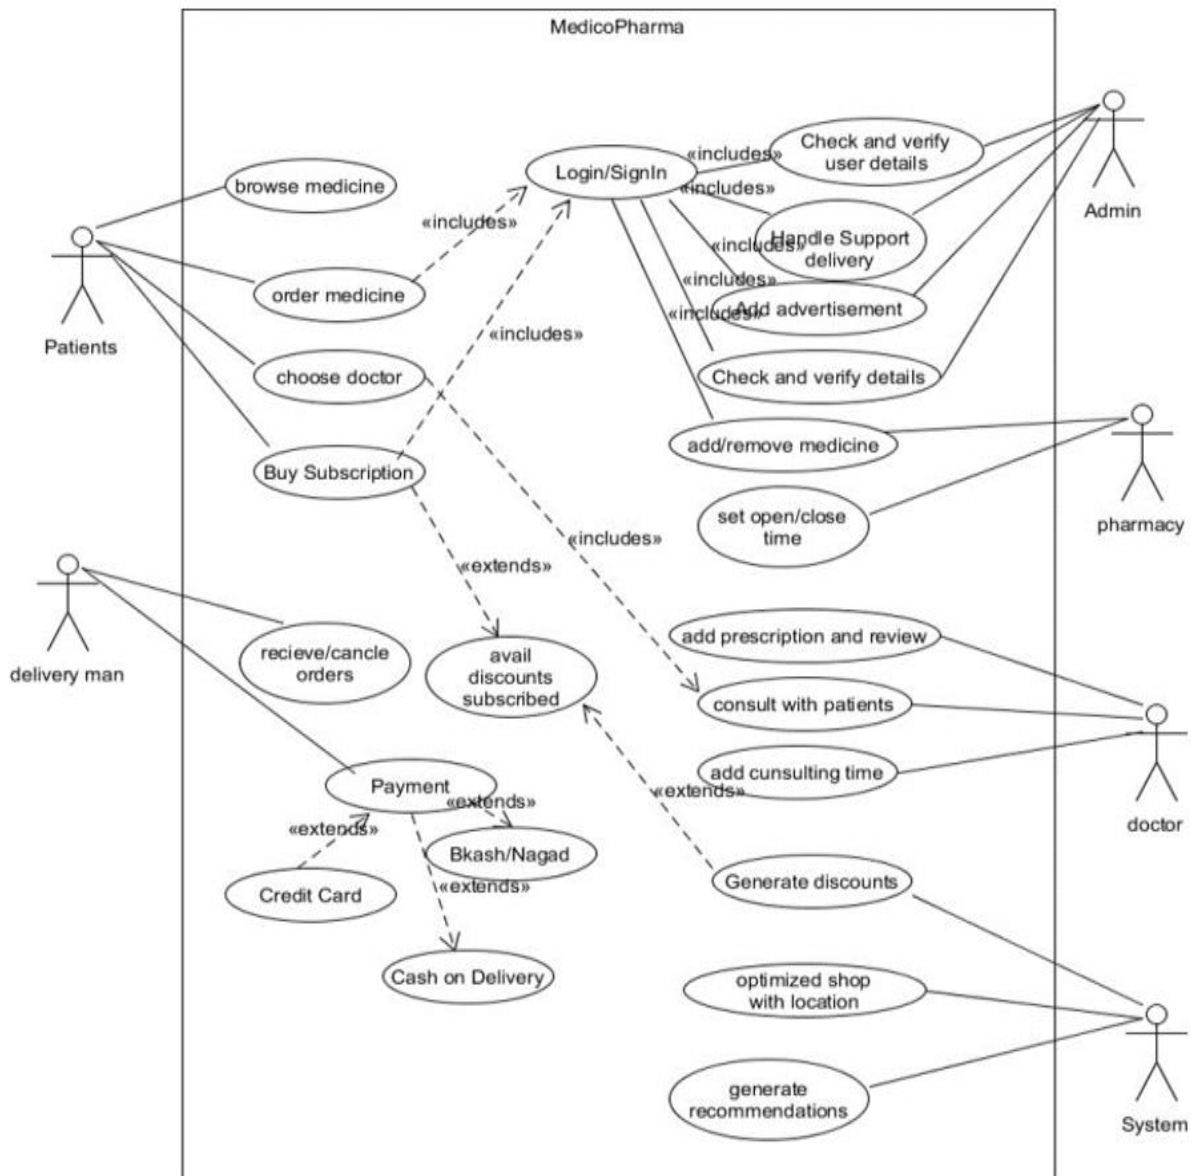 MedicoPharma
Patients
browse medicine
order medicine
choose doctor
Buy Subscription
«includes»
«includes»
«includes»
«extends»
Login/SignIn
«includes»
«includes»
«includes»
«includes»
«includes»
Check and verify
user details
Handle Support
delivery
Add advertisement
Check and verify details
Admin
add/remove medicine
set open/close
time
pharmacy
delivery man
recieve/cancle
orders
avail
discounts
subscribed
add prescription and review
consult with patients
add cunsulting time
doctor
Payment
«extends»
«extends»
«extends»
«extends»
Credit Card
Bkash/Nagad
Cash on Delivery
Generate discounts
optimized shop
with location
generate
recommendations
System